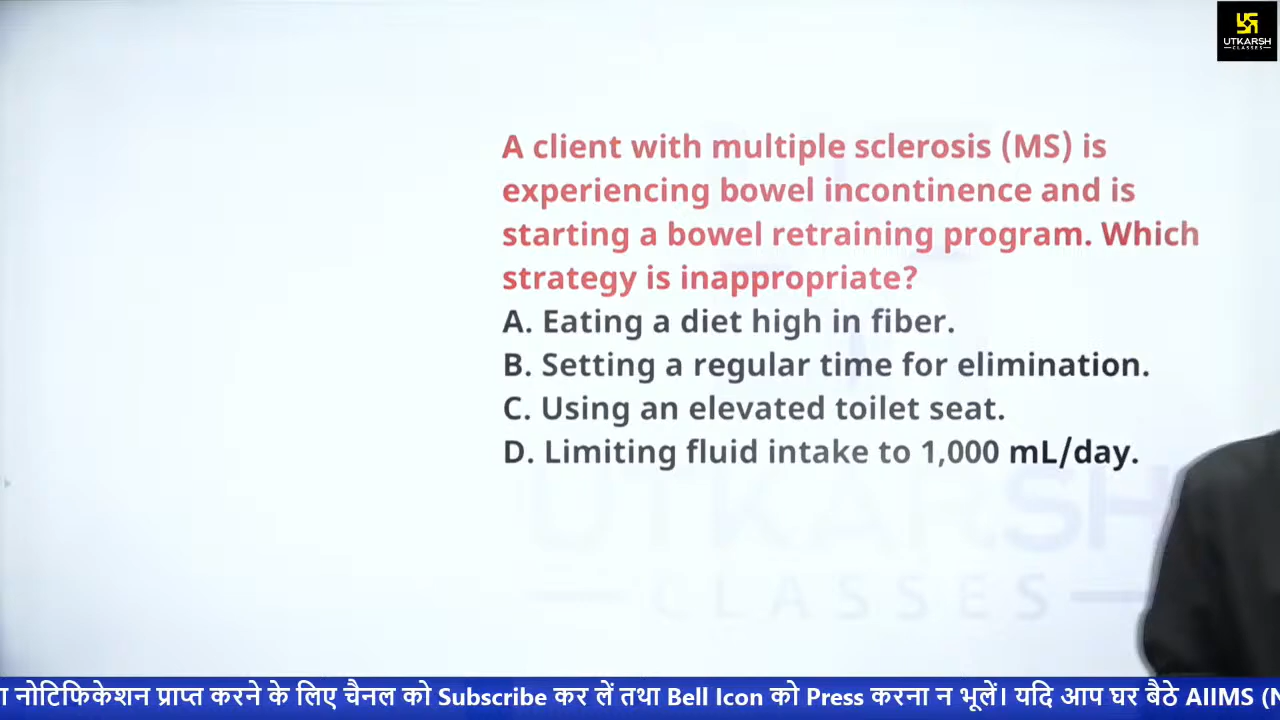 UTKARSH
CLASSES
A client with multiple sclerosis (MS) is
experiencing bowel incontinence and is
starting a bowel retraining program. Which
strategy is inappropriate?
A. Eating a diet high in fiber.
B. Setting a regular time for elimination.
C. Using an elevated toilet seat.
D. Limiting fluid intake to 1,000 mL/day.
UTKARSH
CLASSES
ा नोटिफिकेशन प्राप्त करने के लिए चैनल को Subscribe कर लें तथा Bell Icon को Press करना न भूलें। यदि आप घर बैठे AIIMS (N